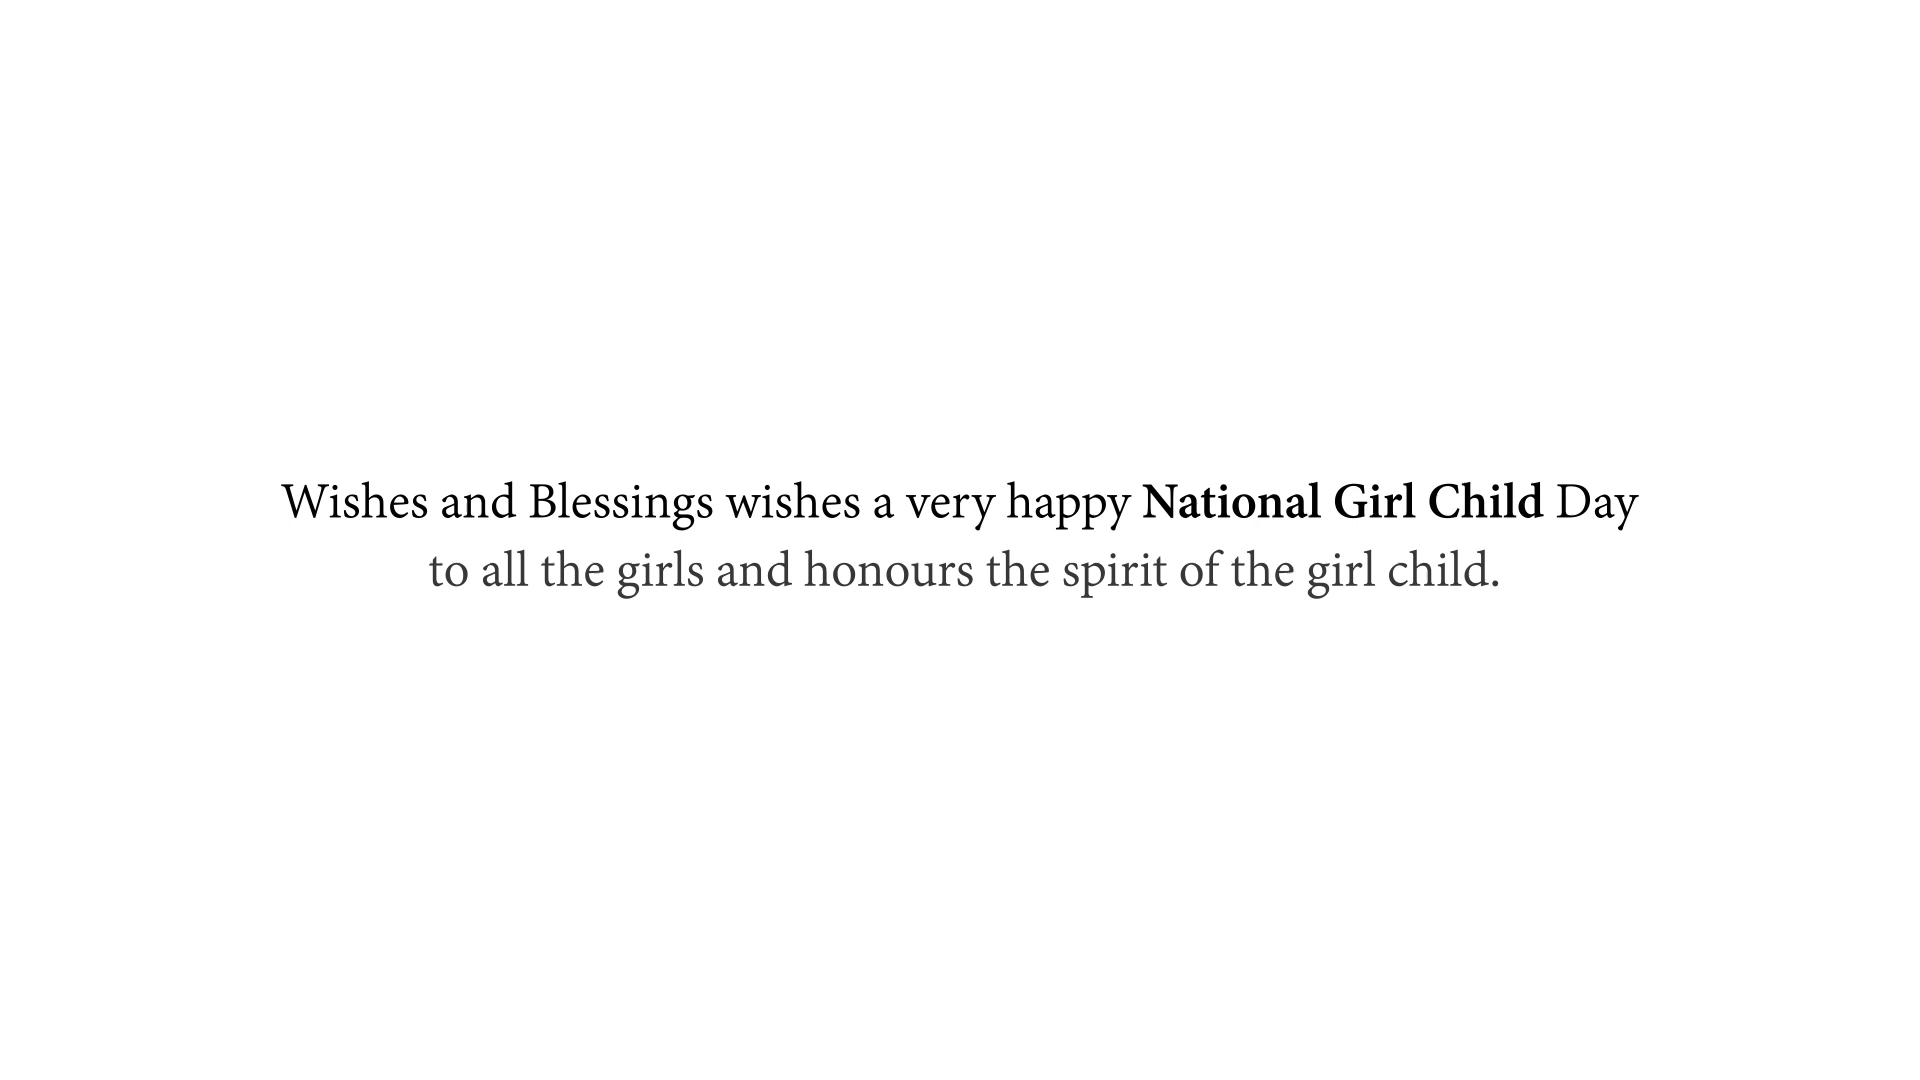 Wishes and Blessings wishes a very happy National Girl Child Day
to all the girls and honours the spirit of the girl child.